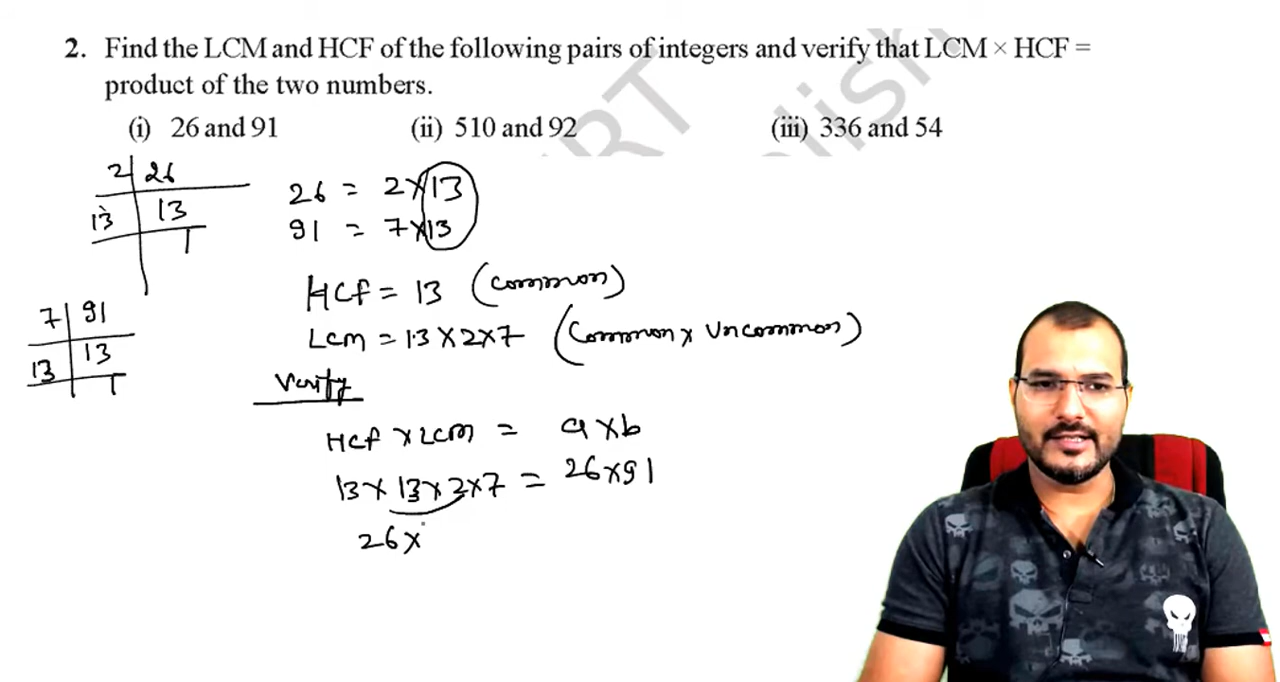 2. Find the LCM and HCF of the following pairs of integers and verify that LCM × HCF =
product of the two numbers.
(i) 26 and 91 (ii) 510 and 92 (iii) 336 and 54
2 26
13 13
1
26 = 2×13
91 = 7×13
HCF = 13 (Common)
LCM = 13×2×7 (Common × Uncommon)
7 91
13 13
1
Verify
HCF × LCM = a×b
13× 13×2×7 = 26×91
26×